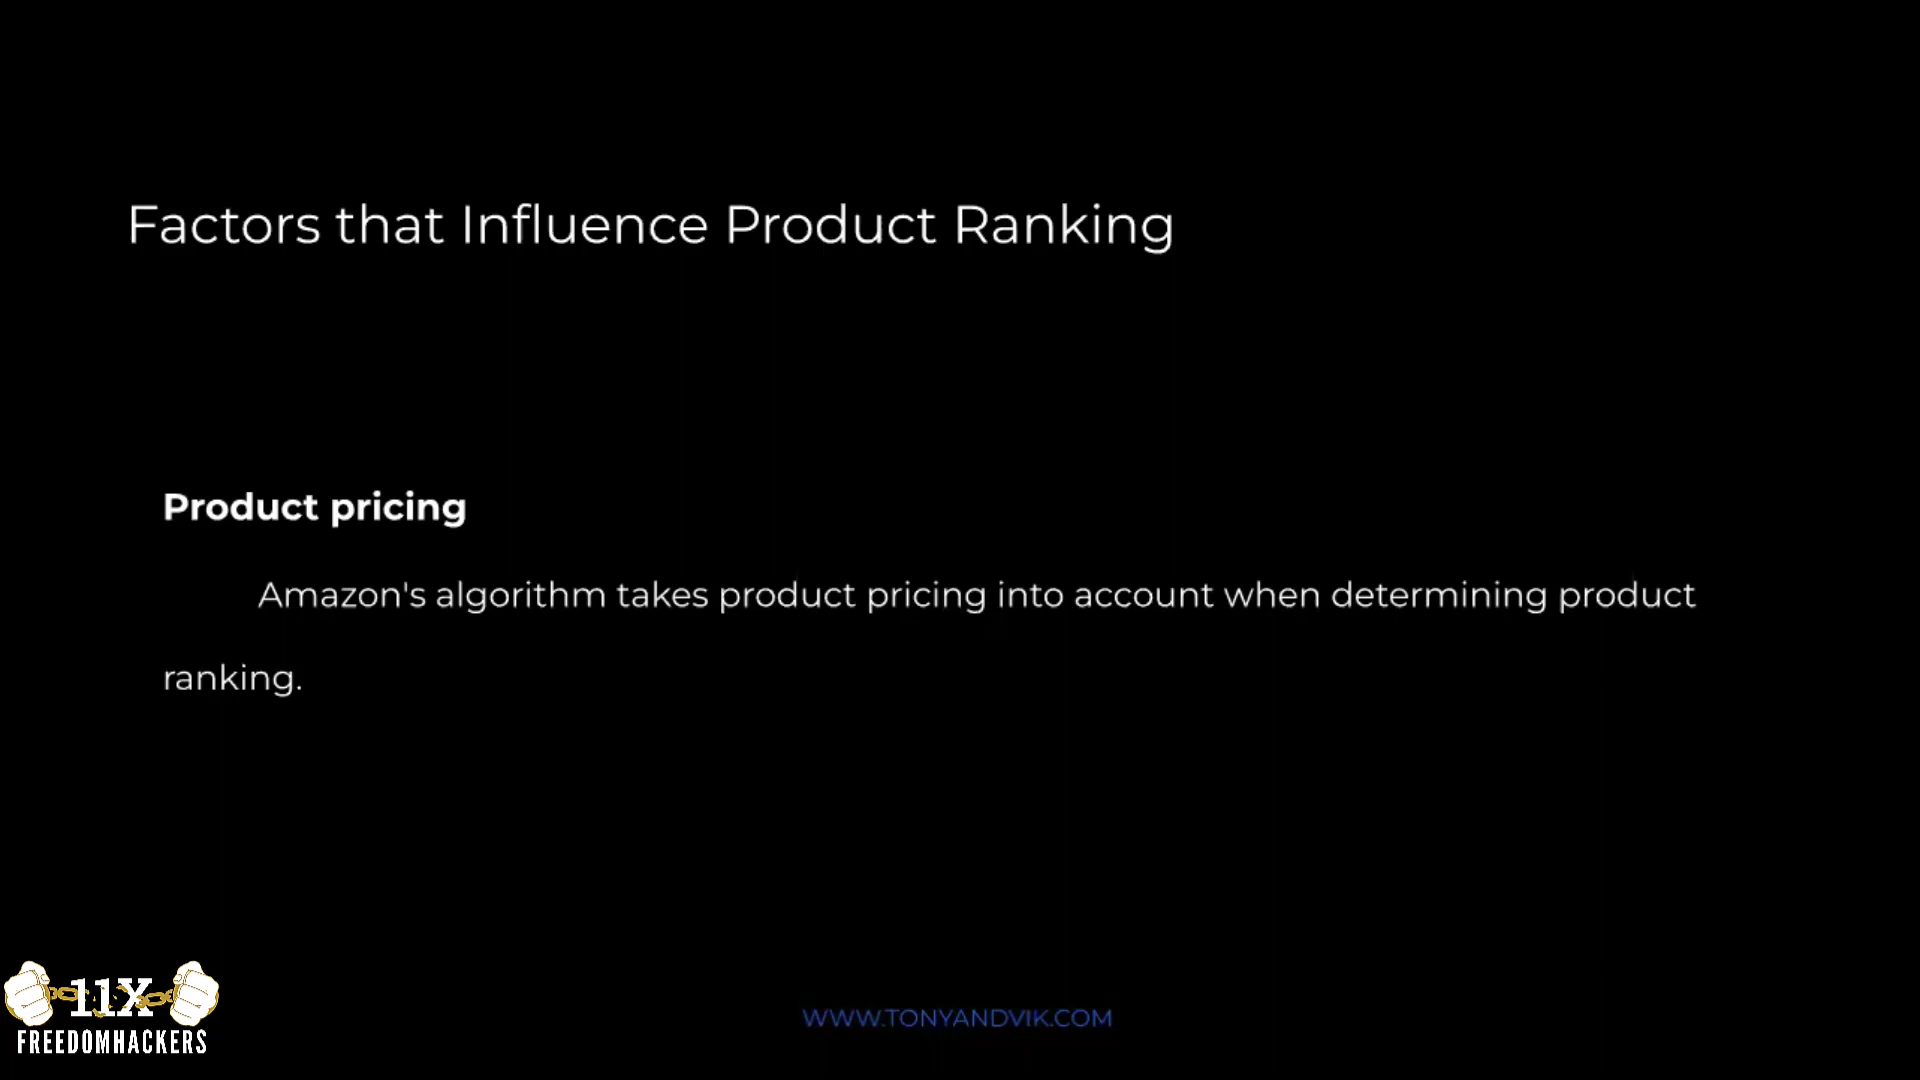 Factors that Influence Product Ranking
Product pricing
Amazon's algorithm takes product pricing into account when determining product
ranking.
11X
FREEDOMHACKERS
WWW.TONYANDVIK.COM